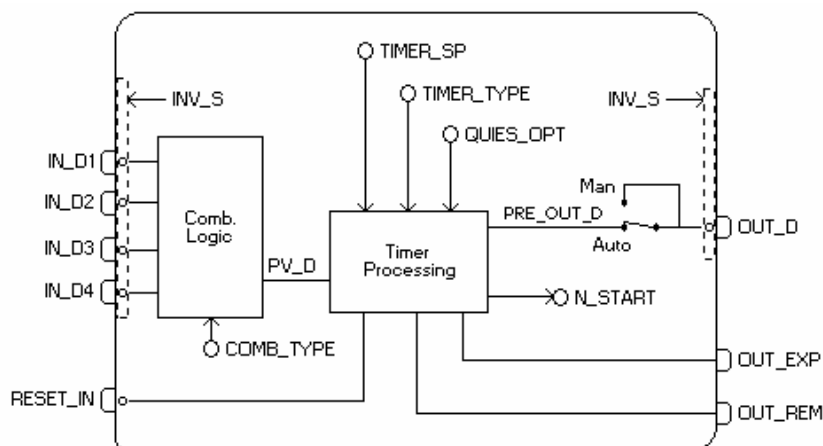 TIMER_SP
INV_S
TIMER_TYPE
INV_S
QUIES_OPT
IN_D1
IN_D2
IN_D3
IN_D4
Comb.
Logic
Man
PRE_OUT_D
Auto
OUT_D
Timer
Processing
PV_D
N_START
COMB_TYPE
OUT_EXP
RESET_IN
OUT_REM